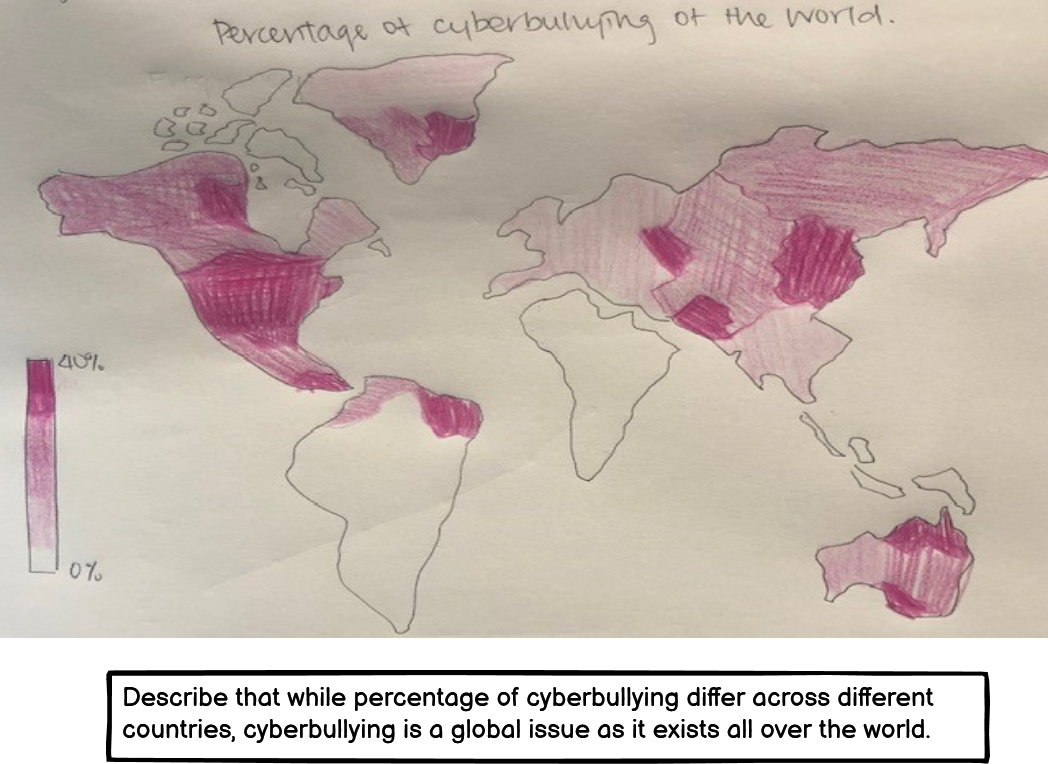 Percentage of cyberbullying of the world.
40%
0%
Describe that while percentage of cyberbullying differ across different
countries, cyberbullying is a global issue as it exists all over the world.